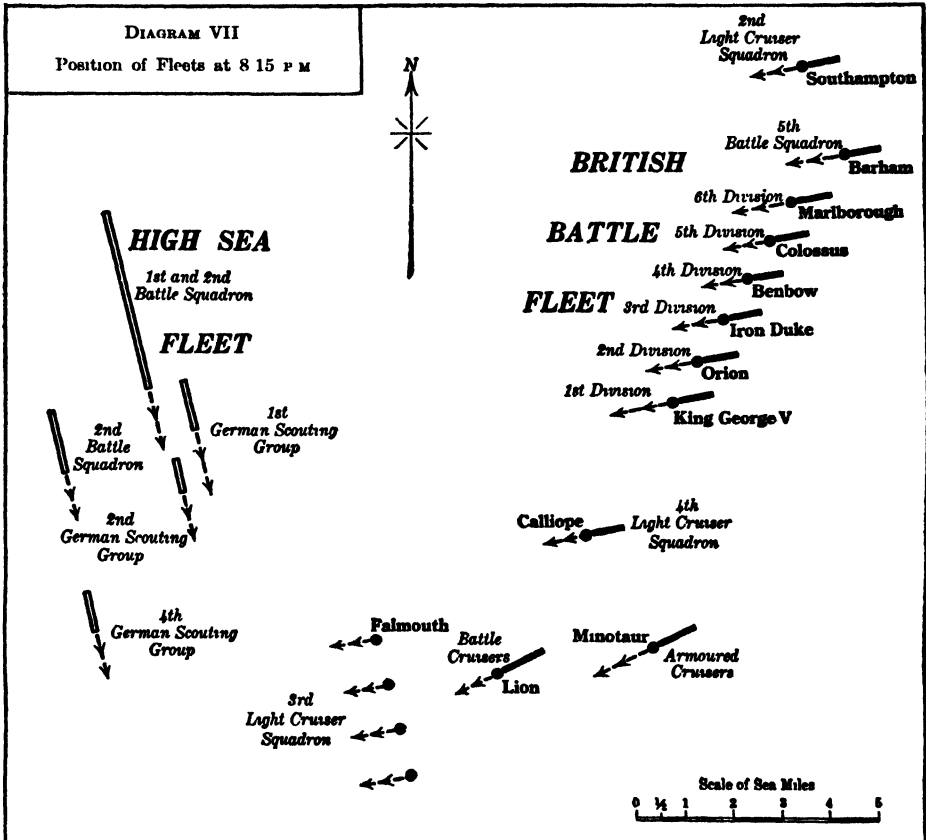 DIAGRAM VII
Position of Fleets at 8 15 P M
N
2nd
Light Cruiser
Squadron
Southampton
5th
Battle Squadron
Barham
BRITISH
6th Division
Marlborough
BATTLE
5th Division
Colossus
4th Division
Benbow
FLEET
3rd Division
Iron Duke
2nd Division
Orion
1st Division
King George V
HIGH SEA
1st and 2nd
Battle Squadron
FLEET
1st
German Scouting
Group
2nd
Battle
Squadron
2nd
German Scouting
Group
4th
German Scouting
Group
Calliope
4th
Light Cruiser
Squadron
Falmouth
Battle
Cruisers
Lion
Minotaur
Armoured
Cruisers
3rd
Light Cruiser
Squadron
Scale of Sea Miles
0 ½ 1 2 3 4 5